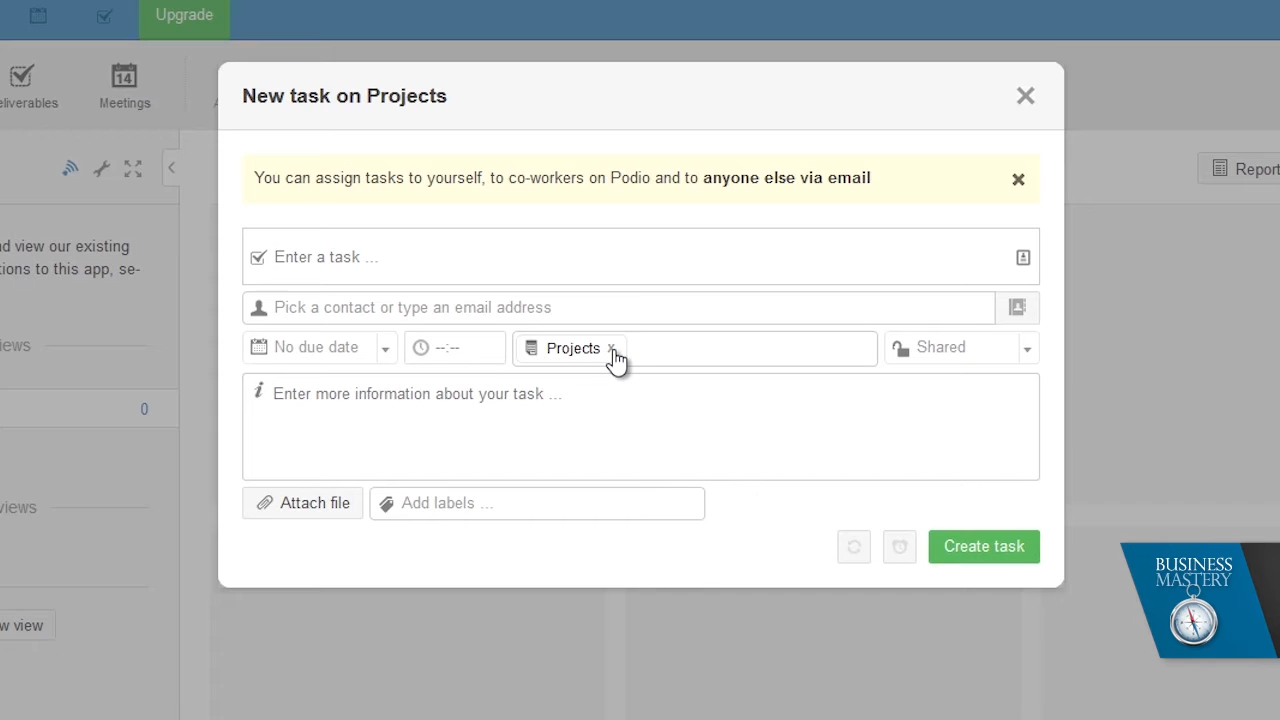 Upgrade
eliverables
14
Meetings
New task on Projects
You can assign tasks to yourself, to co-workers on Podio and to anyone else via email
Report
Enter a task ...
Pick a contact or type an email address
No due date
--:--
Projects
Shared
Enter more information about your task ...
Attach file
Add labels ...
Create task
nd view our existing
tions to this app, se-
iews
0
views
w view
BUSINESS
MASTERY